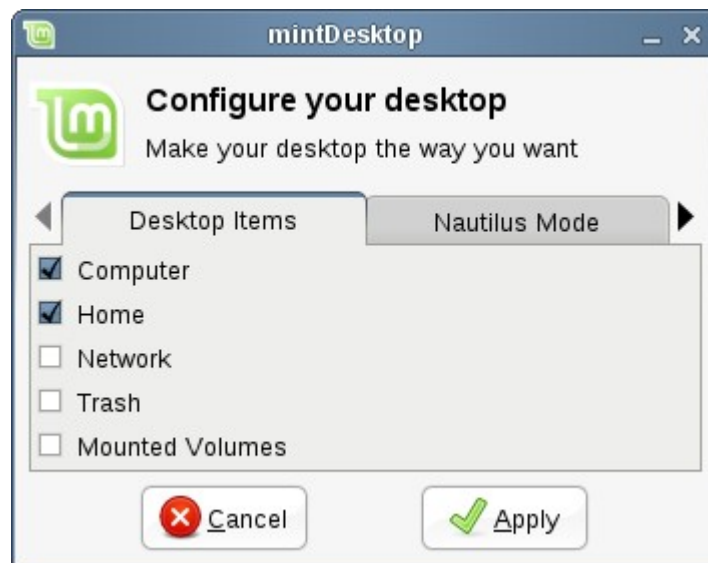 mintDesktop
Configure your desktop
Make your desktop the way you want
Desktop Items Nautilus Mode
Computer
Home
Network
Trash
Mounted Volumes
Cancel Apply